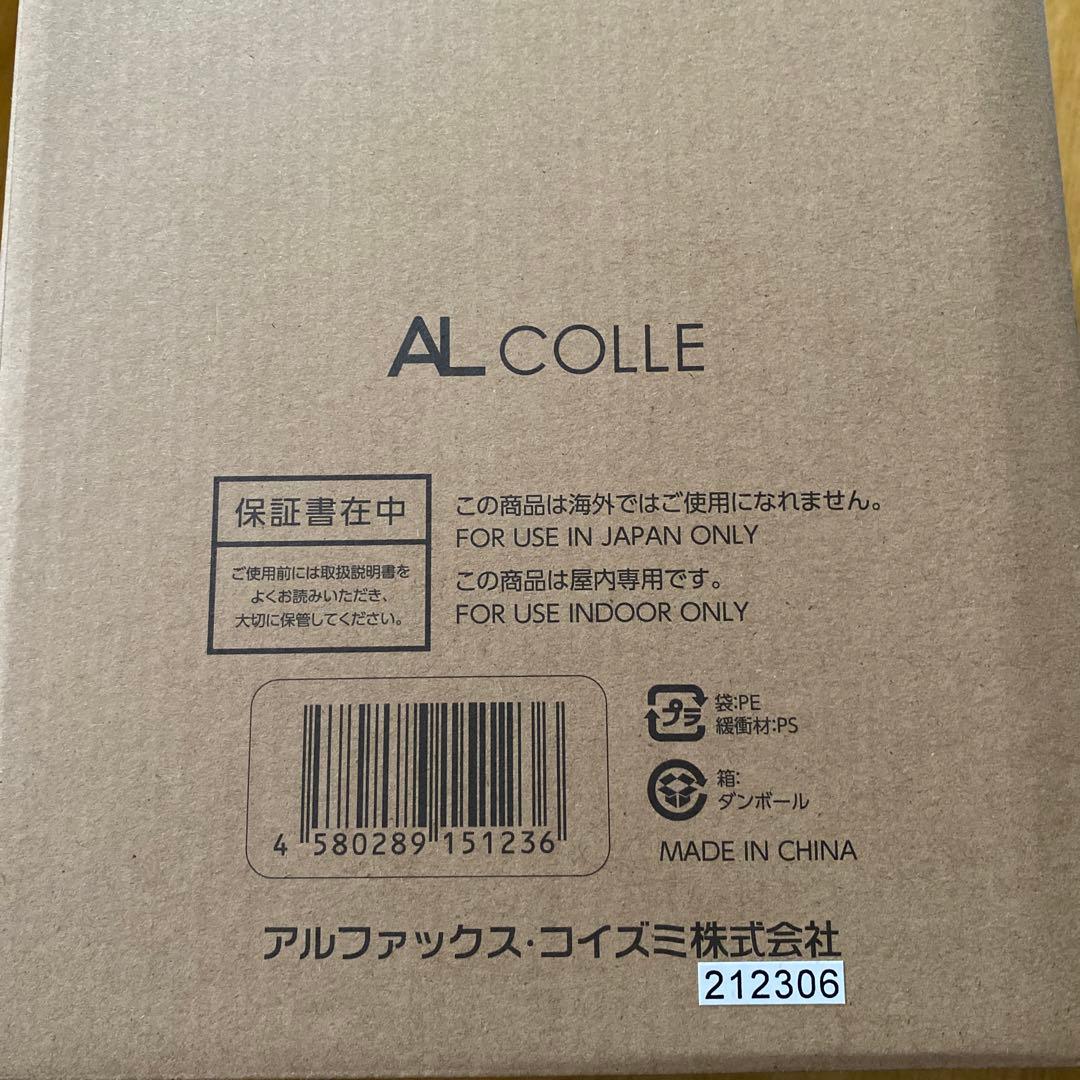 AL COLLE
保証書在中
ご使用前には取扱説明書を
よくお読みいただき、
大切に保管してください。
この商品は海外ではご使用になれません。
FOR USE IN JAPAN ONLY
この商品は屋内専用です。
FOR USE INDOOR ONLY
4 580289 151236
プラ
袋:PE
緩衝材:PS
箱:
ダンボール
MADE IN CHINA
アルファックス・コイズミ株式会社
212306